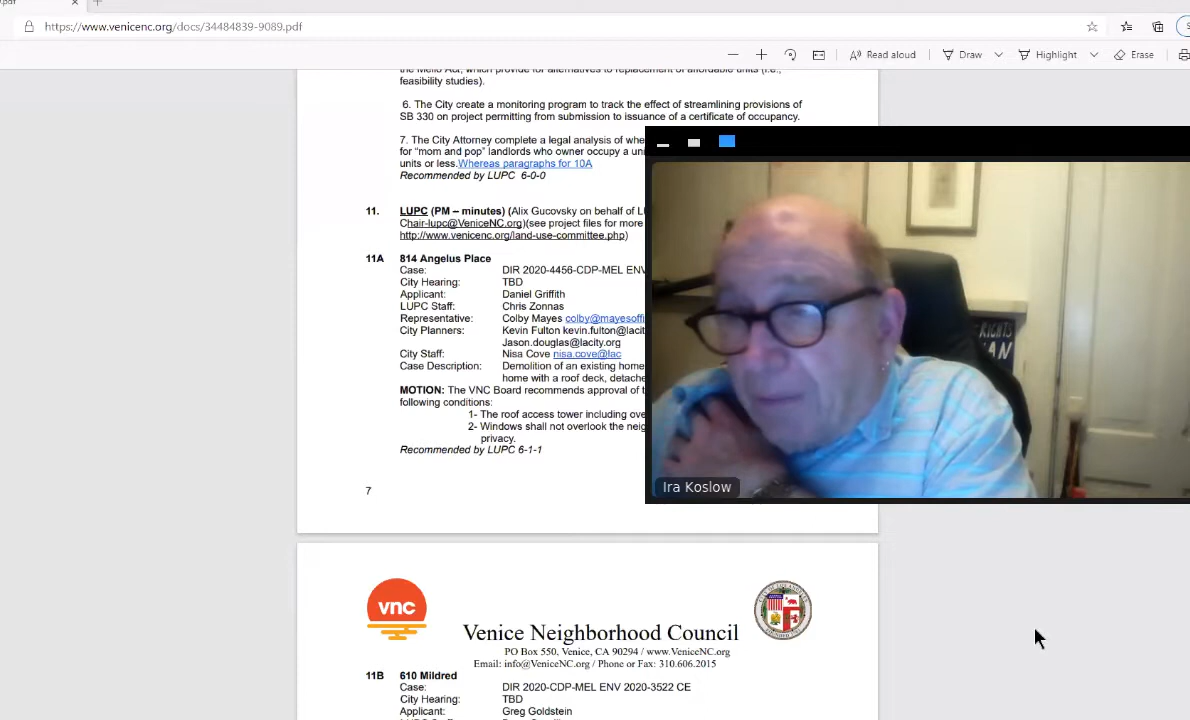 .pdf
https://www.venicenc.org/docs/34484839-9089.pdf
Read aloud
Draw
Highlight
Erase
the Mello Act, which provide for alternatives to replacement of affordable units (i.e.,
feasibility studies).
6. The City create a monitoring program to track the effect of streamlining provisions of
SB 330 on project permitting from submission to issuance of a certificate of occupancy.
7. The City Attorney complete a legal analysis of whe
for “mom and pop” landlords who owner occupy a uni
units or less.Whereas paragraphs for 10A
Recommended by LUPC 6-0-0
11. LUPC (PM – minutes) (Alix Gucovsky on behalf of L
Chair-lupc@VeniceNC.org)(see project files for more
http://www.venicenc.org/land-use-committee.php)
11A 814 Angelus Place
Case: DIR 2020-4456-CDP-MEL ENV
City Hearing: TBD
Applicant: Daniel Griffith
LUPC Staff: Chris Zonnas
Representative: Colby Mayes colby@mayesoffi
City Planners: Kevin Fulton kevin.fulton@lacit
Jason.douglas@lacity.org
City Staff: Nisa Cove nisa.cove@lac
Case Description: Demolition of an existing home
home with a roof deck, detache
MOTION: The VNC Board recommends approval of t
following conditions:
1- The roof access tower including ove
2- Windows shall not overlook the neig
privacy.
Recommended by LUPC 6-1-1
7
RIGHTS
AN
Ira Koslow
vnc
Venice Neighborhood Council
PO Box 550, Venice, CA 90294 / www.VeniceNC.org
Email: info@VeniceNC.org / Phone or Fax: 310.606.2015
11B 610 Mildred
Case: DIR 2020-CDP-MEL ENV 2020-3522 CE
City Hearing: TBD
Applicant: Greg Goldstein